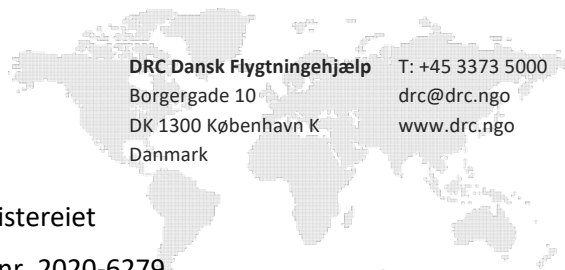 DRC Dansk Flygtningehjælp
Borgergade 10
DK 1300 København K
Danmark
T: +45 3373 5000
drc@drc.ngo
www.drc.ngo
istereiet
nr. 2020-6279